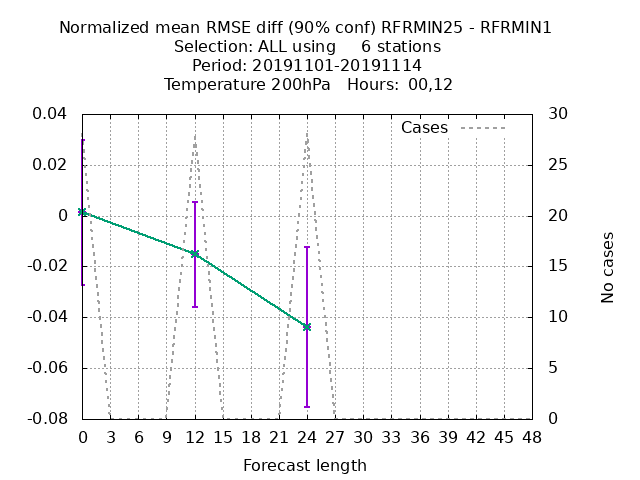 Normalized mean RMSE diff (90% conf) RFRMIN25 - RFRMIN1
Selection: ALL using     6 stations
Period: 20191101-20191114
Temperature 200hPa   Hours: 00,12
Cases
0.04
0.02
0
-0.02
-0.04
-0.06
-0.08
30
25
20
15
10
5
0
No cases
0 3 6 9 12 15 18 21 24 27 30 33 36 39 42 45 48
Forecast length